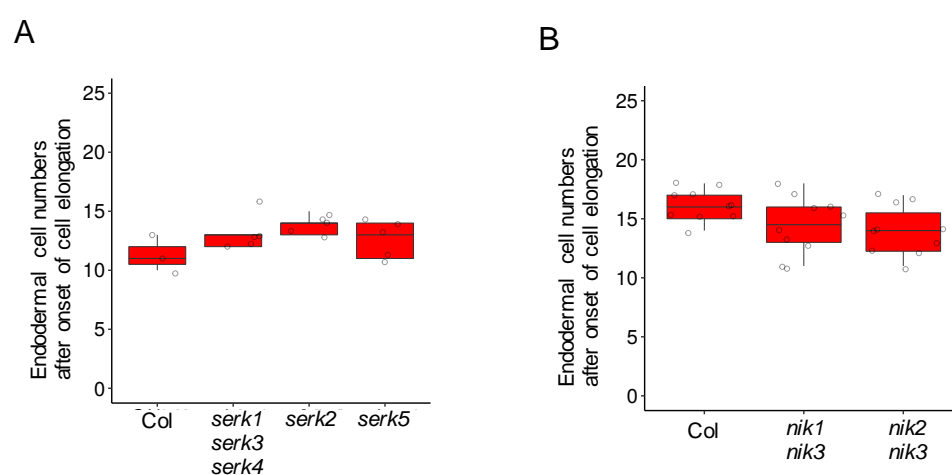 A
Endodermal cell numbers
after onset of cell elongation
25
20
15
10
5
0
Col
serk1
serk3
serk4
serk2
serk5
B
Endodermal cell numbers
after onset of cell elongation
25
20
15
10
5
0
Col
nik1
nik3
nik2
nik3